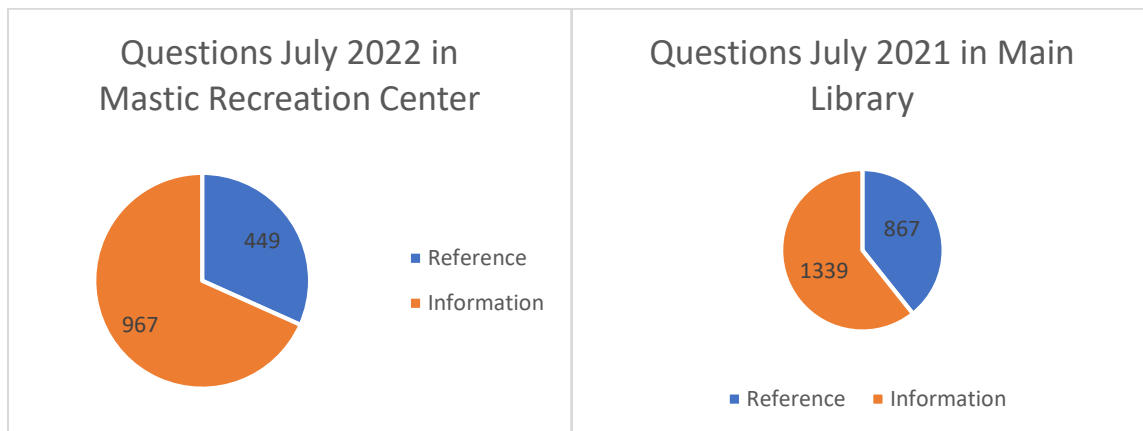 Questions July 2022 in
Mastic Recreation Center
449
967
Reference
Information
Questions July 2021 in Main
Library
867
1339
Reference Information